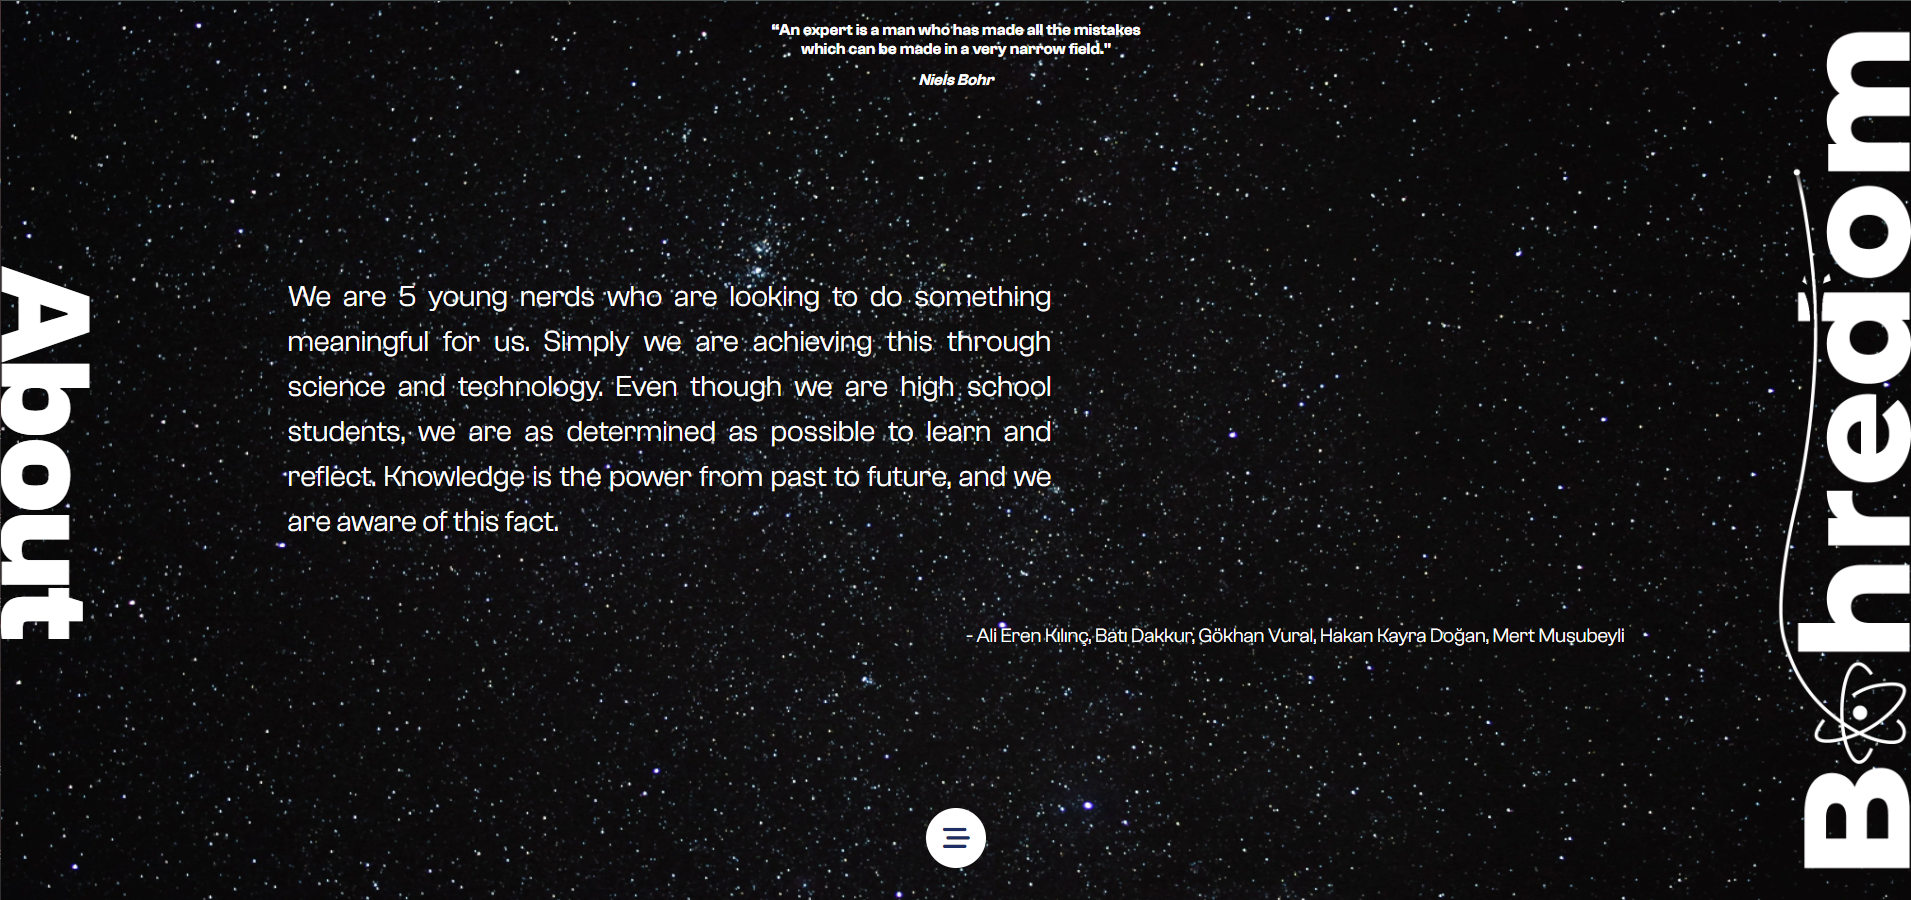 “An expert is a man who has made all the mistakes
which can be made in a very narrow field."
Niels Bohr
About
We are 5 young nerds who are looking to do something
meaningful for us. Simply we are achieving this through
science and technology. Even though we are high school
students, we are as determined as possible to learn and
reflect. Knowledge is the power from past to future, and we
are aware of this fact.
- Ali Eren Kılınç, Batı Dakkur, Gökhan Vural, Hakan Kayra Doğan, Mert Muşubeyli
Bohredom